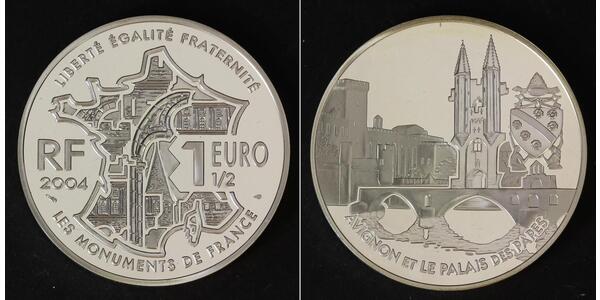 LIBERTÉ ÉGALITÉ FRATERNITÉ
RF
2004
1 EURO
1/2
LES MONUMENTS DE FRANCE
AVIGNON ET LE PALAIS DES PAPES